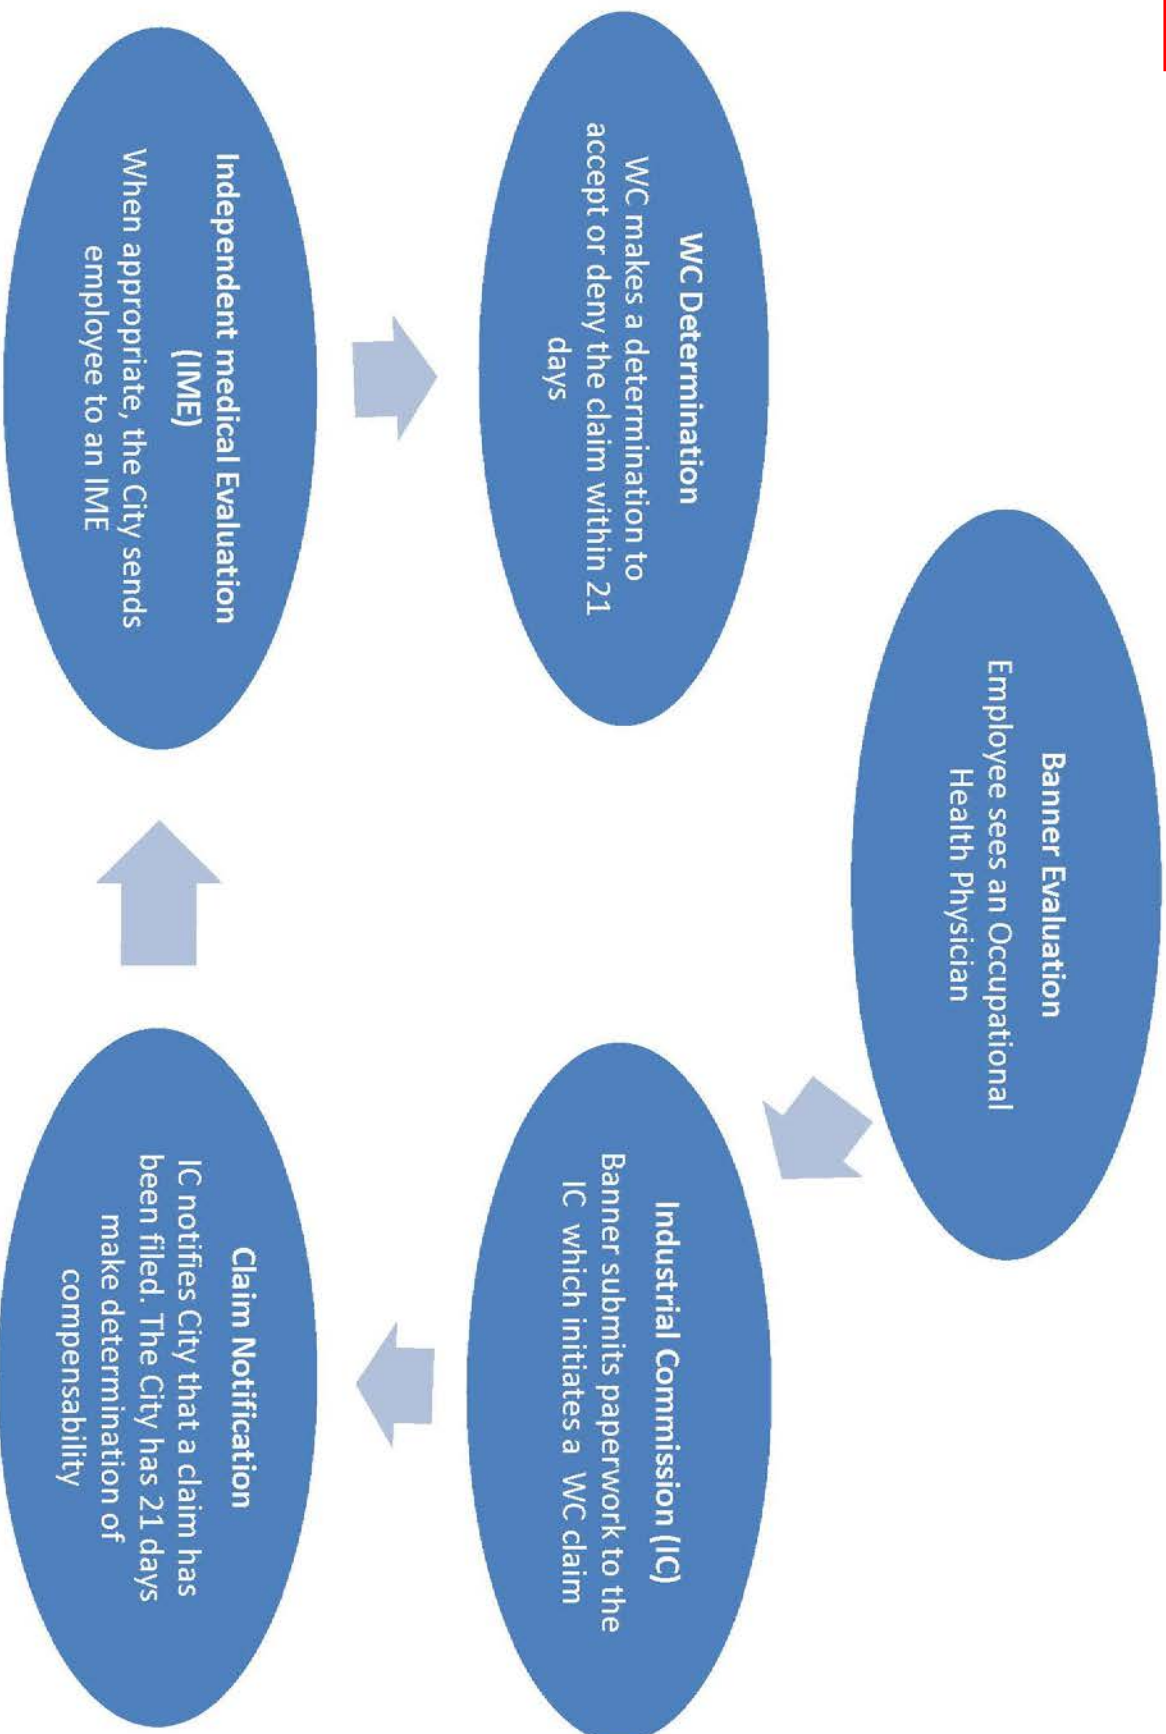 Banner Evaluation
Employee sees an Occupational
Health Physician
Industrial Commission (IC)
Banner submits paperwork to the
IC which initiates a WC claim
Claim Notification
IC notifies City that a claim has
been filed. The City has 21 days
make determination of
compensability
Independent medical Evaluation
(IME)
When appropriate, the City sends
employee to an IME
WC Determination
WC makes a determination to
accept or deny the claim within 21
days